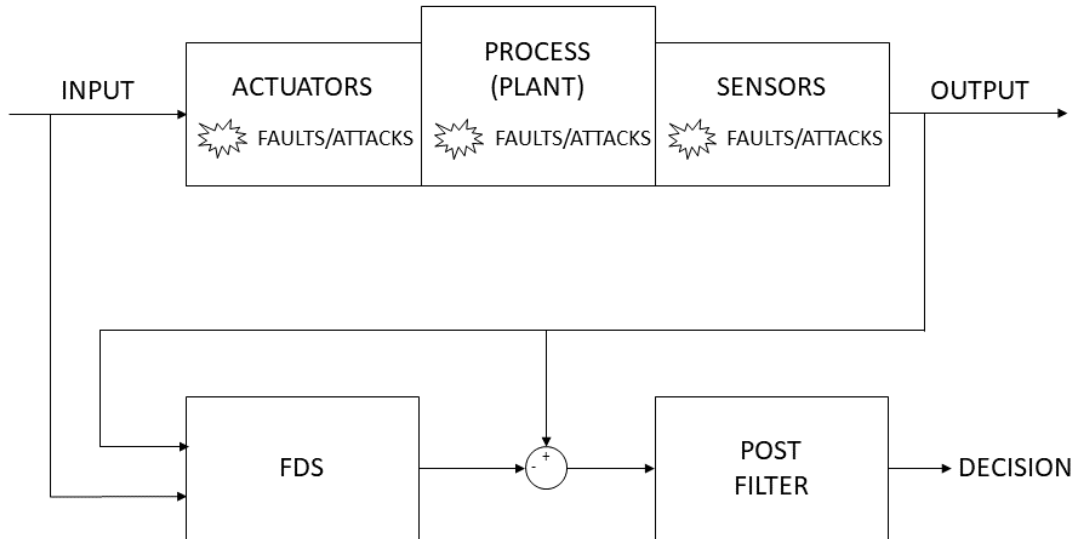 INPUT
ACTUATORS
FAULTS/ATTACKS
PROCESS
(PLANT)
FAULTS/ATTACKS
SENSORS
FAULTS/ATTACKS
OUTPUT
FDS
+
-
POST
FILTER
DECISION